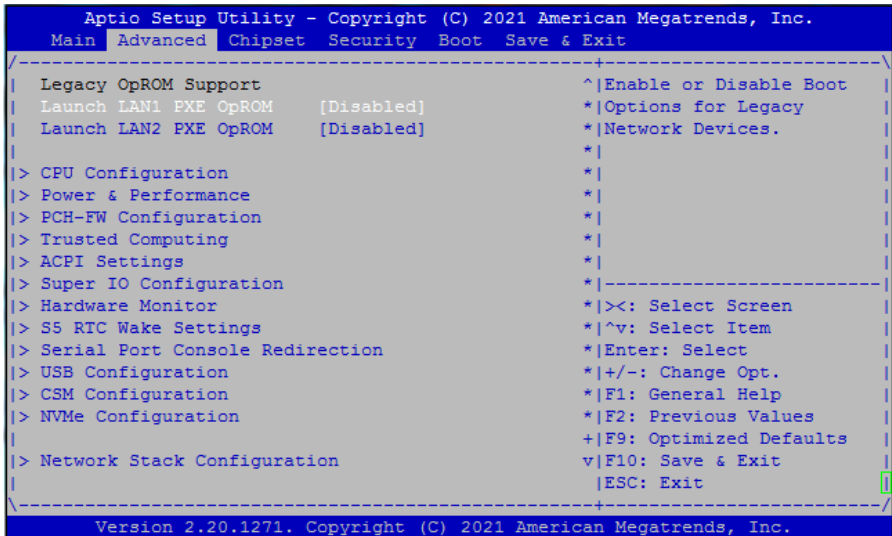 Aptio Setup Utility - Copyright (C) 2021 American Megatrends, Inc.
Main Advanced Chipset Security Boot Save & Exit
/----------------------------------------------------+-------------------------\
| Legacy OpROM Support ^|Enable or Disable Boot |
| Launch LAN1 PXE OpROM [Disabled] *|Options for Legacy |
| Launch LAN2 PXE OpROM [Disabled] *|Network Devices. |
| *| |
|> CPU Configuration *| |
|> Power & Performance *| |
|> PCH-FW Configuration *| |
|> Trusted Computing *| |
|> ACPI Settings *| |
|> Super IO Configuration *|-------------------------|
|> Hardware Monitor *|><: Select Screen |
|> S5 RTC Wake Settings *|^v: Select Item |
|> Serial Port Console Redirection *|Enter: Select |
|> USB Configuration *|+/-: Change Opt. |
|> CSM Configuration *|F1: General Help |
|> NVMe Configuration *|F2: Previous Values |
| +|F9: Optimized Defaults |
|> Network Stack Configuration v|F10: Save & Exit |
| |ESC: Exit |
\----------------------------------------------------+-------------------------/
Version 2.20.1271. Copyright (C) 2021 American Megatrends, Inc.